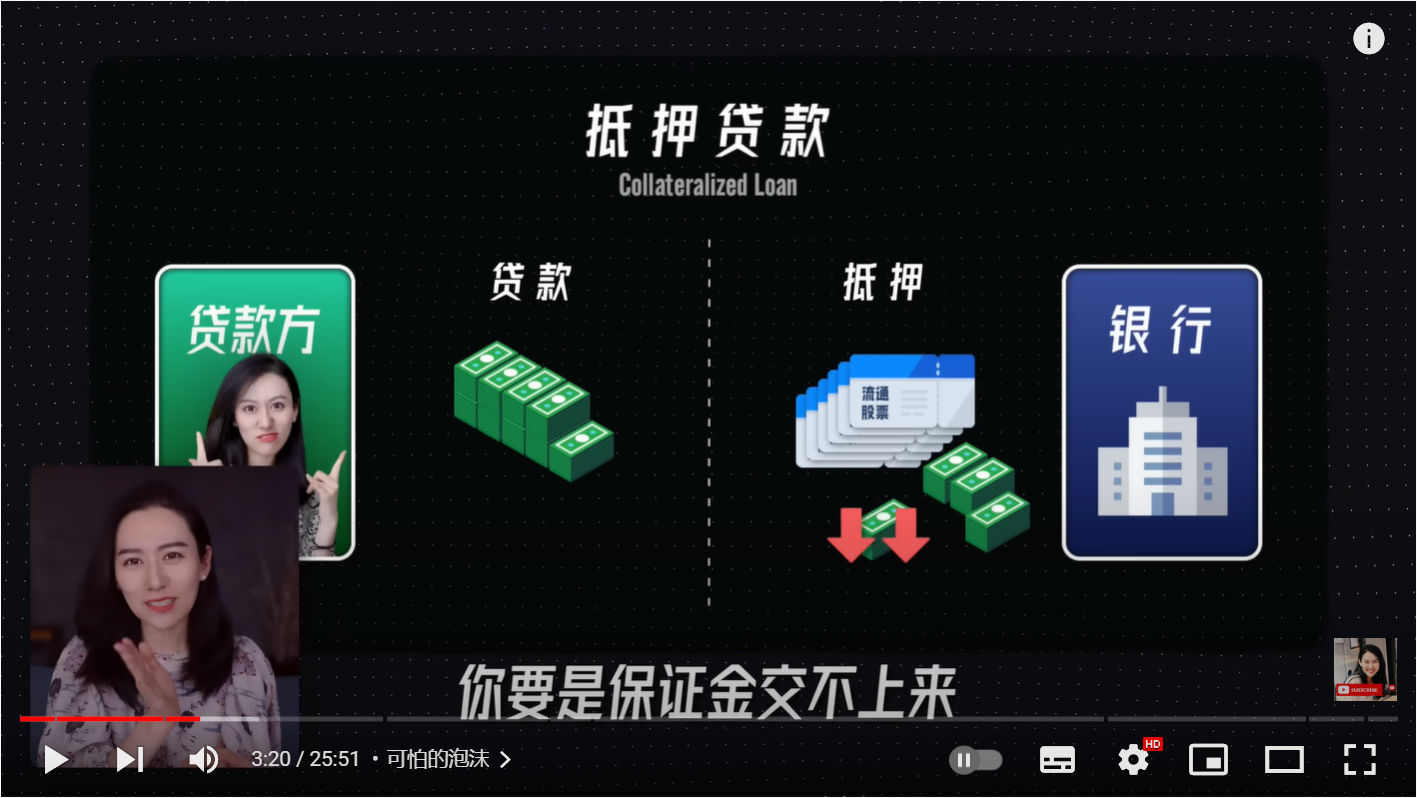 抵押贷款
Collateralized Loan
贷款
抵押
贷款方
银行
流通
股票
你要是保证金交不上来
SUBSCRIBE
3:20 / 25:51 • 可怕的泡沫
HD